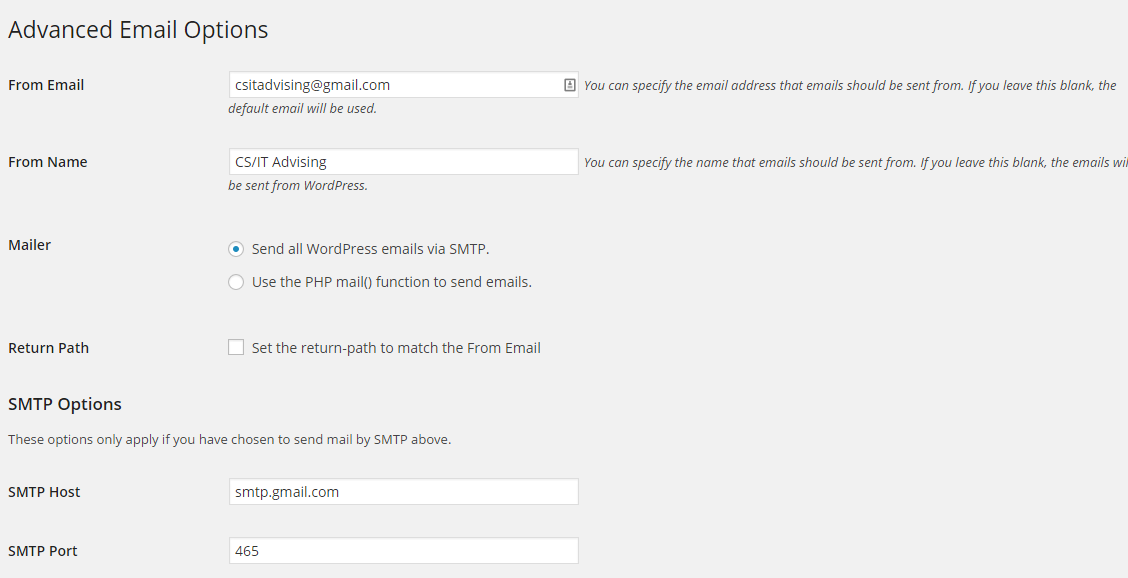 Advanced Email Options
From Email
csitadvising@gmail.com
You can specify the email address that emails should be sent from. If you leave this blank, the
default email will be used.
From Name
CS/IT Advising
You can specify the name that emails should be sent from. If you leave this blank, the emails wil
be sent from WordPress.
Mailer
Send all WordPress emails via SMTP.
Use the PHP mail() function to send emails.
Return Path
Set the return-path to match the From Email
SMTP Options
These options only apply if you have chosen to send mail by SMTP above.
SMTP Host
smtp.gmail.com
SMTP Port
465